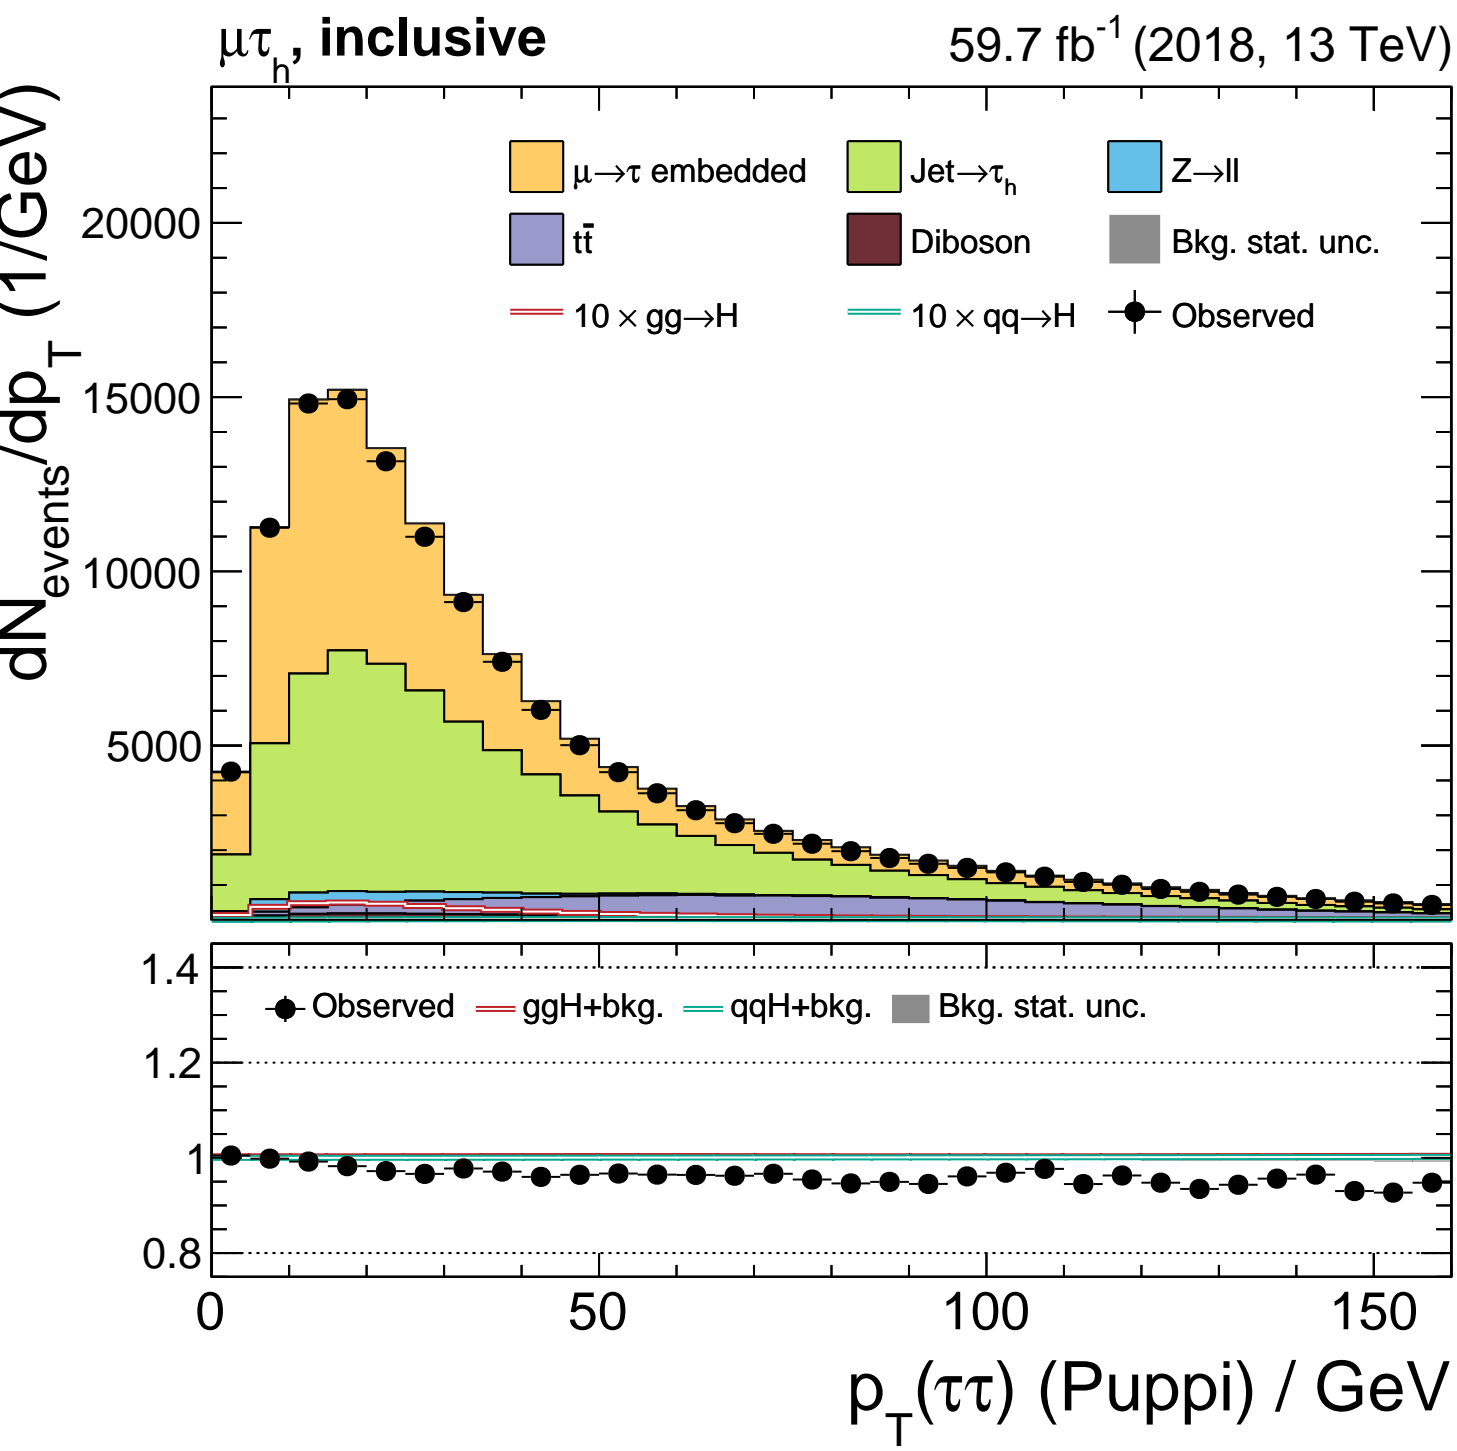 μτh, inclusive
59.7 fb-1 (2018, 13 TeV)
dNevents/dpT (1/GeV)
20000
15000
10000
5000
μ→τ embedded
Jet→τh
Z→ll
tt̄
Diboson
Bkg. stat. unc.
10 × gg→H
10 × qq→H
Observed
1.4
1.2
1
0.8
Observed
ggH+bkg.
qqH+bkg.
Bkg. stat. unc.
0
50
100
150
pT(ττ) (Puppi) / GeV